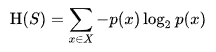 H(S) = ∑_{x∈X} −p(x) log₂ p(x)